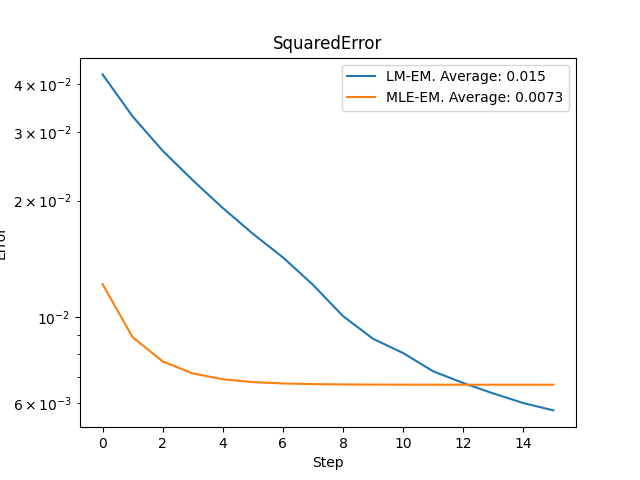 SquaredError
LM-EM. Average: 0.015
MLE-EM. Average: 0.0073
4 × 10⁻²
3 × 10⁻²
2 × 10⁻²
10⁻²
6 × 10⁻³
Error
0 2 4 6 8 10 12 14
Step